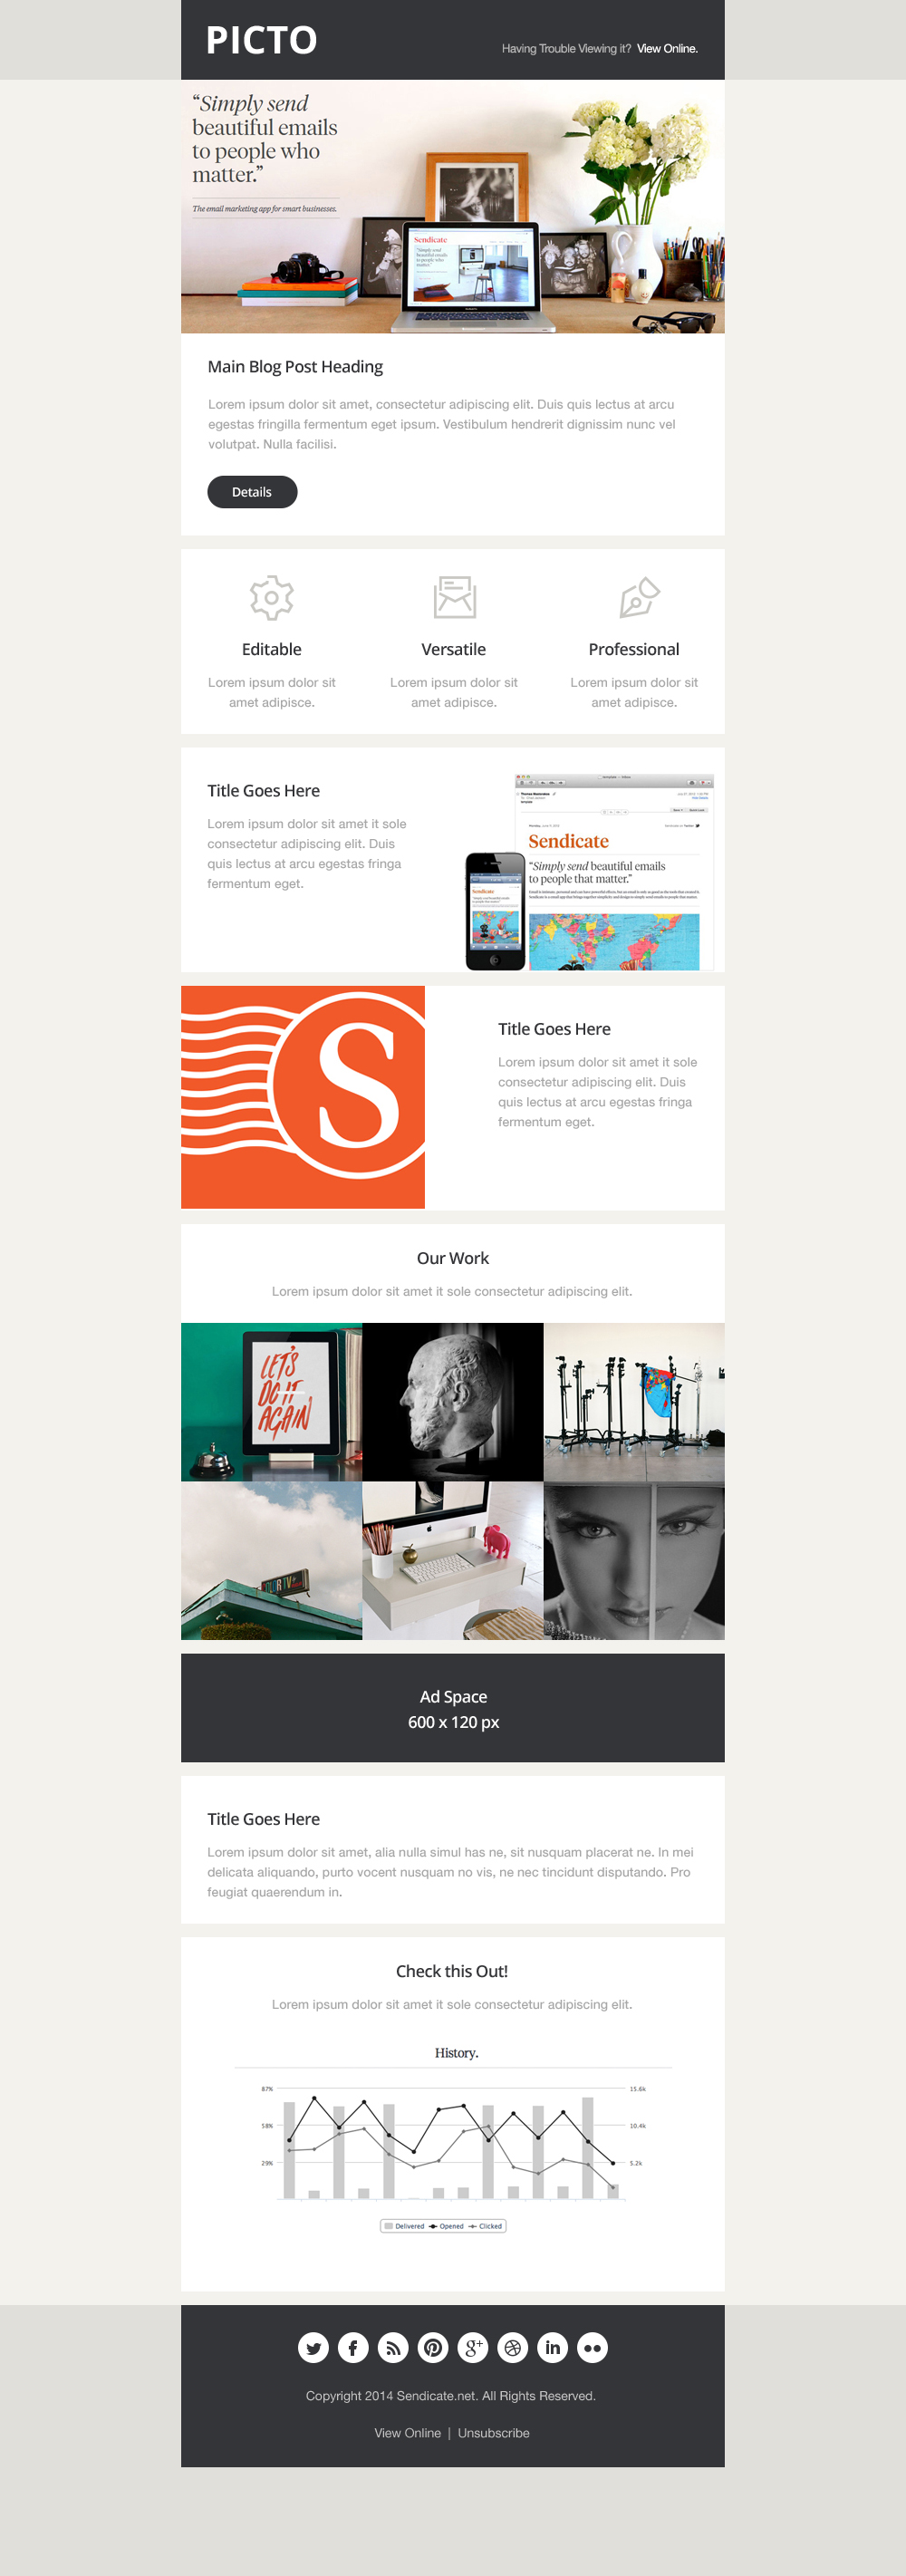 PICTO
Having Trouble Viewing it? View Online.
“Simply send
beautiful emails
to people who
matter.”
The email marketing app for smart businesses.
Sendicate
“Simply send
beautiful emails
to people who
matter.”
Main Blog Post Heading
Lorem ipsum dolor sit amet, consectetur adipiscing elit. Duis quis lectus at arcu
egestas fringilla fermentum eget ipsum. Vestibulum hendrerit dignissim nunc vel
volutpat. Nulla facilisi.
Details
Editable
Lorem ipsum dolor sit
amet adipisce.
Versatile
Lorem ipsum dolor sit
amet adipisce.
Professional
Lorem ipsum dolor sit
amet adipisce.
Title Goes Here
Lorem ipsum dolor sit amet it sole
consectetur adipiscing elit. Duis
quis lectus at arcu egestas fringa
fermentum eget.
Sendicate
“Simply send beautiful emails
to people that matter.”
Sendicate
S
Title Goes Here
Lorem ipsum dolor sit amet it sole
consectetur adipiscing elit. Duis
quis lectus at arcu egestas fringa
fermentum eget.
Our Work
Lorem ipsum dolor sit amet it sole consectetur adipiscing elit.
LET'S
DO IT
AGAIN
Ad Space
600 x 120 px
Title Goes Here
Lorem ipsum dolor sit amet, alia nulla simul has ne, sit nusquam placerat ne. In mei
delicata aliquando, purto vocent nusquam no vis, ne nec tincidunt disputando. Pro
feugiat quaerendum in.
Check this Out!
Lorem ipsum dolor sit amet it sole consectetur adipiscing elit.
History.
87% 15.6k
58% 10.4k
29% 5.2k
Delivered Opened Clicked
Copyright 2014 Sendicate.net. All Rights Reserved.
View Online | Unsubscribe